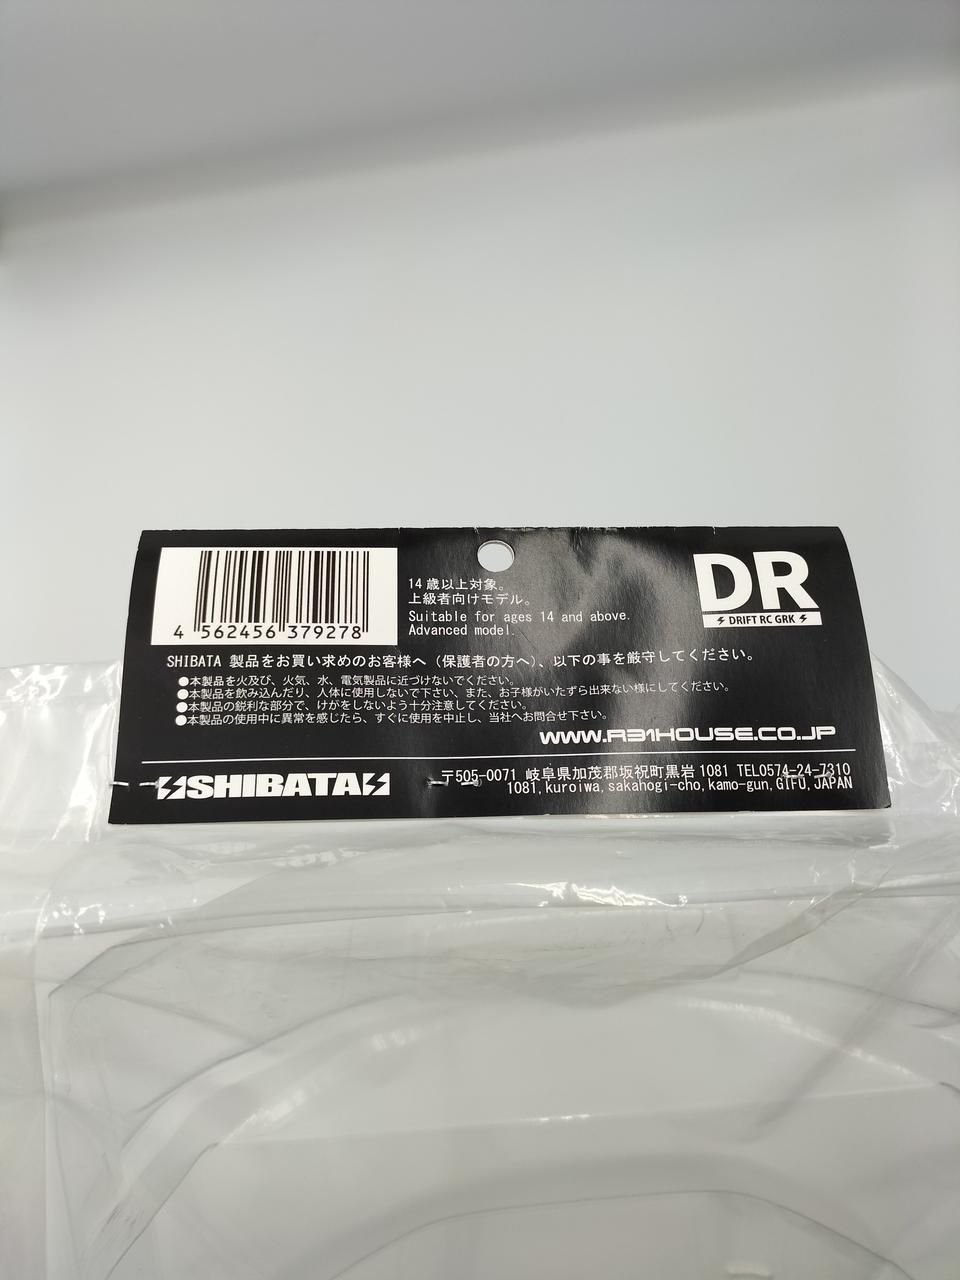 4 562456 379278
14歳以上対象。
上級者向けモデル。
Suitable for ages 14 and above.
Advanced model.
DR
DRIFT RC GRK
SHIBATA 製品をお買い求めのお客様へ（保護者の方へ）、以下の事を厳守してください。
●本製品を火及び、火気、水、電気製品に近づけないでください。
●本製品を飲み込んだり、人体に使用しないで下さい、また、お子様がいたずら出来ない様にしてください。
●本製品の鋭利な部分で、けがをしないよう十分注意してください。
●本製品の使用中に異常を感じたら、すぐに使用を中止し、当社へお問合せ下さい。
WWW.R31HOUSE.CO.JP
SHIBATA
〒505-0071 岐阜県加茂郡坂祝町黒岩 1081 TEL0574-24-7310
1081,kuroiwa,sakahogi-cho,kamo-gun,GIFU,JAPAN